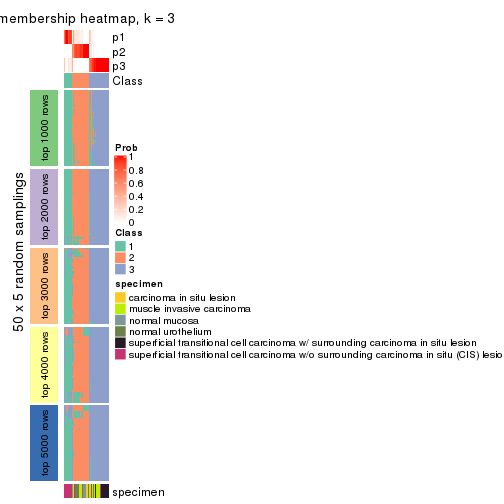 membership heatmap, k = 3
p1
p2
p3
Class
50 x 5 random samplings
top 1000 rows
top 2000 rows
top 3000 rows
top 4000 rows
top 5000 rows
Prob
1
0.8
0.6
0.4
0.2
0
Class
1
2
3
specimen
carcinoma in situ lesion
muscle invasive carcinoma
normal mucosa
normal urothelium
superficial transitional cell carcinoma w/ surrounding carcinoma in situ lesion
superficial transitional cell carcinoma w/o surrounding carcinoma in situ (CIS) lesio
specimen